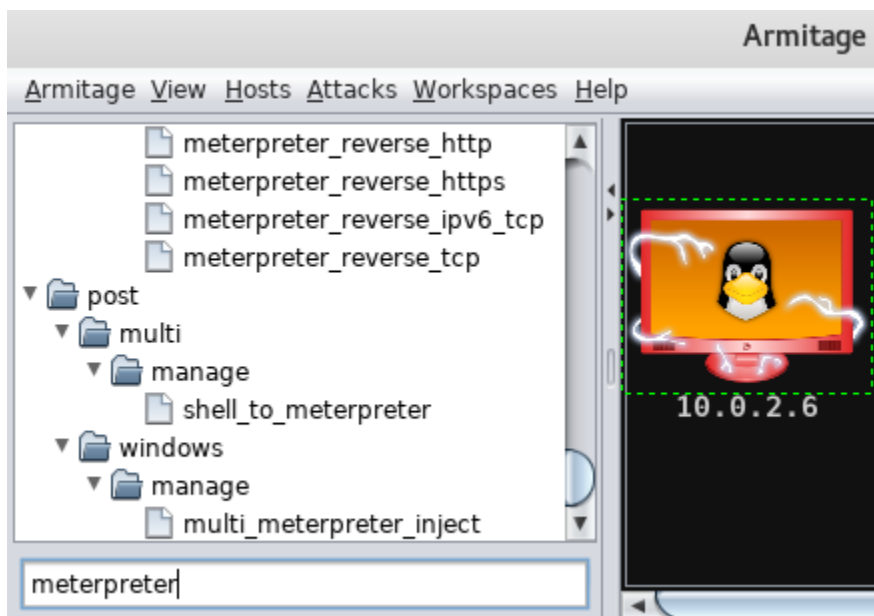 Armitage
Armitage View Hosts Attacks Workspaces Help
meterpreter_reverse_http
meterpreter_reverse_https
meterpreter_reverse_ipv6_tcp
meterpreter_reverse_tcp
post
multi
manage
shell_to_meterpreter
windows
manage
multi_meterpreter_inject
meterpreter
10.0.2.6